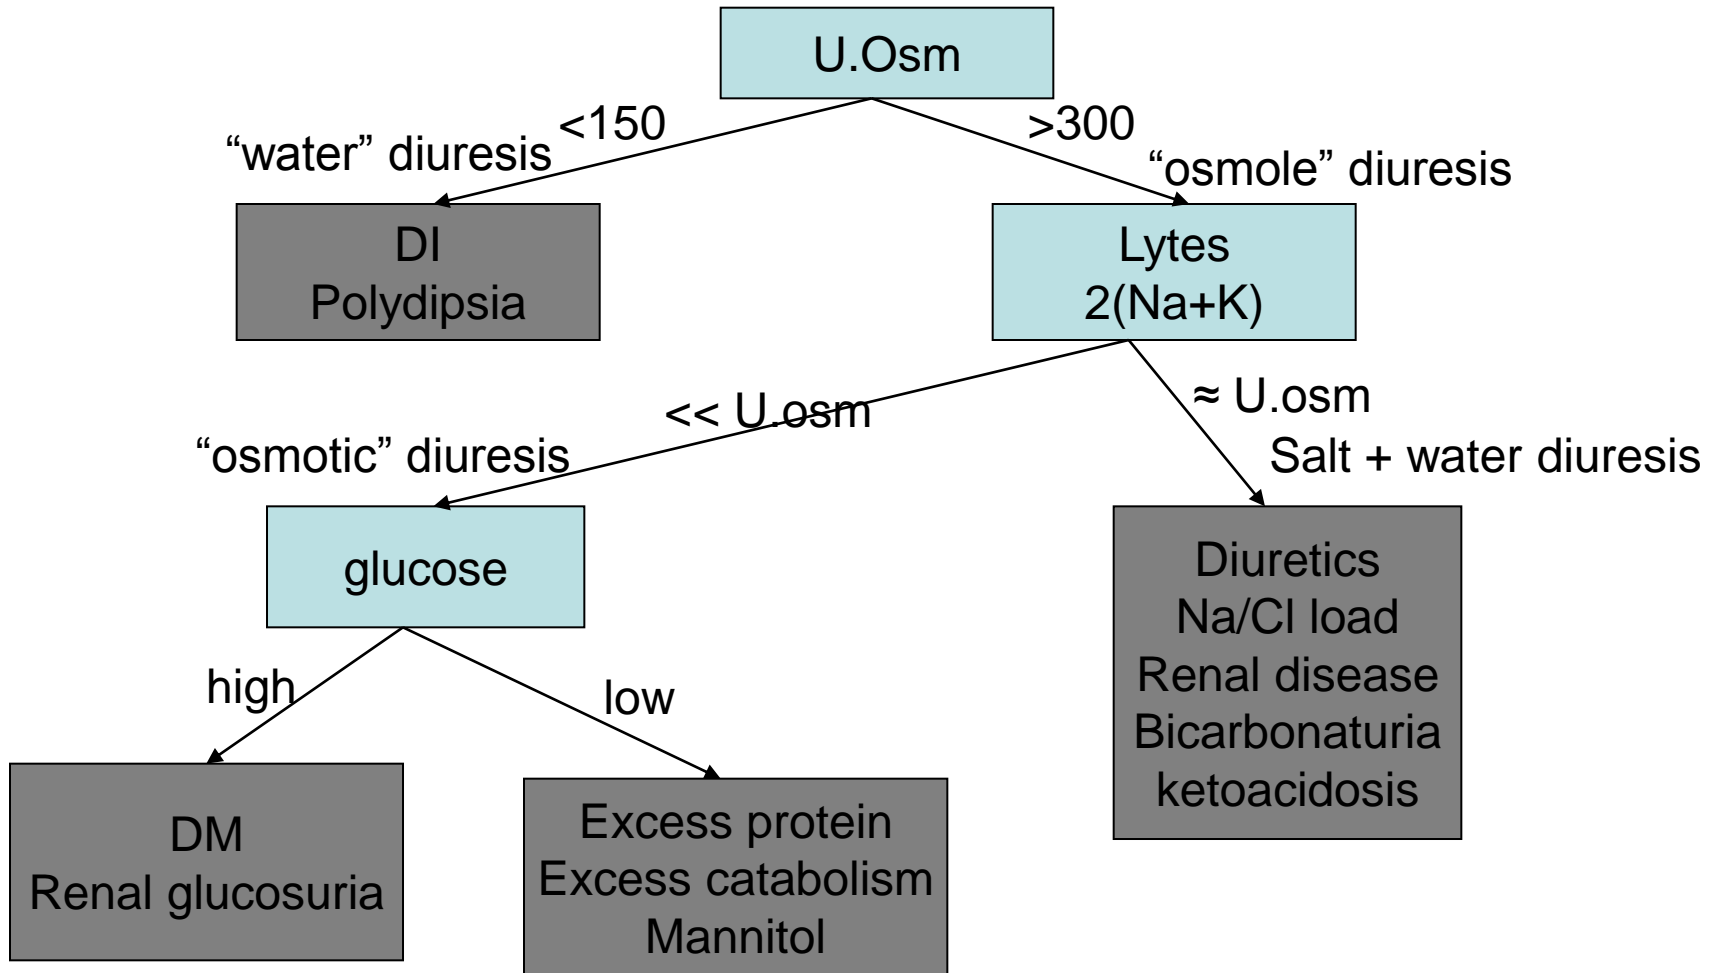 U.Osm
<150
>300
“water” diuresis
“osmole” diuresis
DI
Polydipsia
Lytes
2(Na+K)
<< U.osm
≈ U.osm
“osmotic” diuresis
Salt + water diuresis
glucose
Diuretics
Na/Cl load
Renal disease
Bicarbonaturia
ketoacidosis
high
low
DM
Renal glucosuria
Excess protein
Excess catabolism
Mannitol